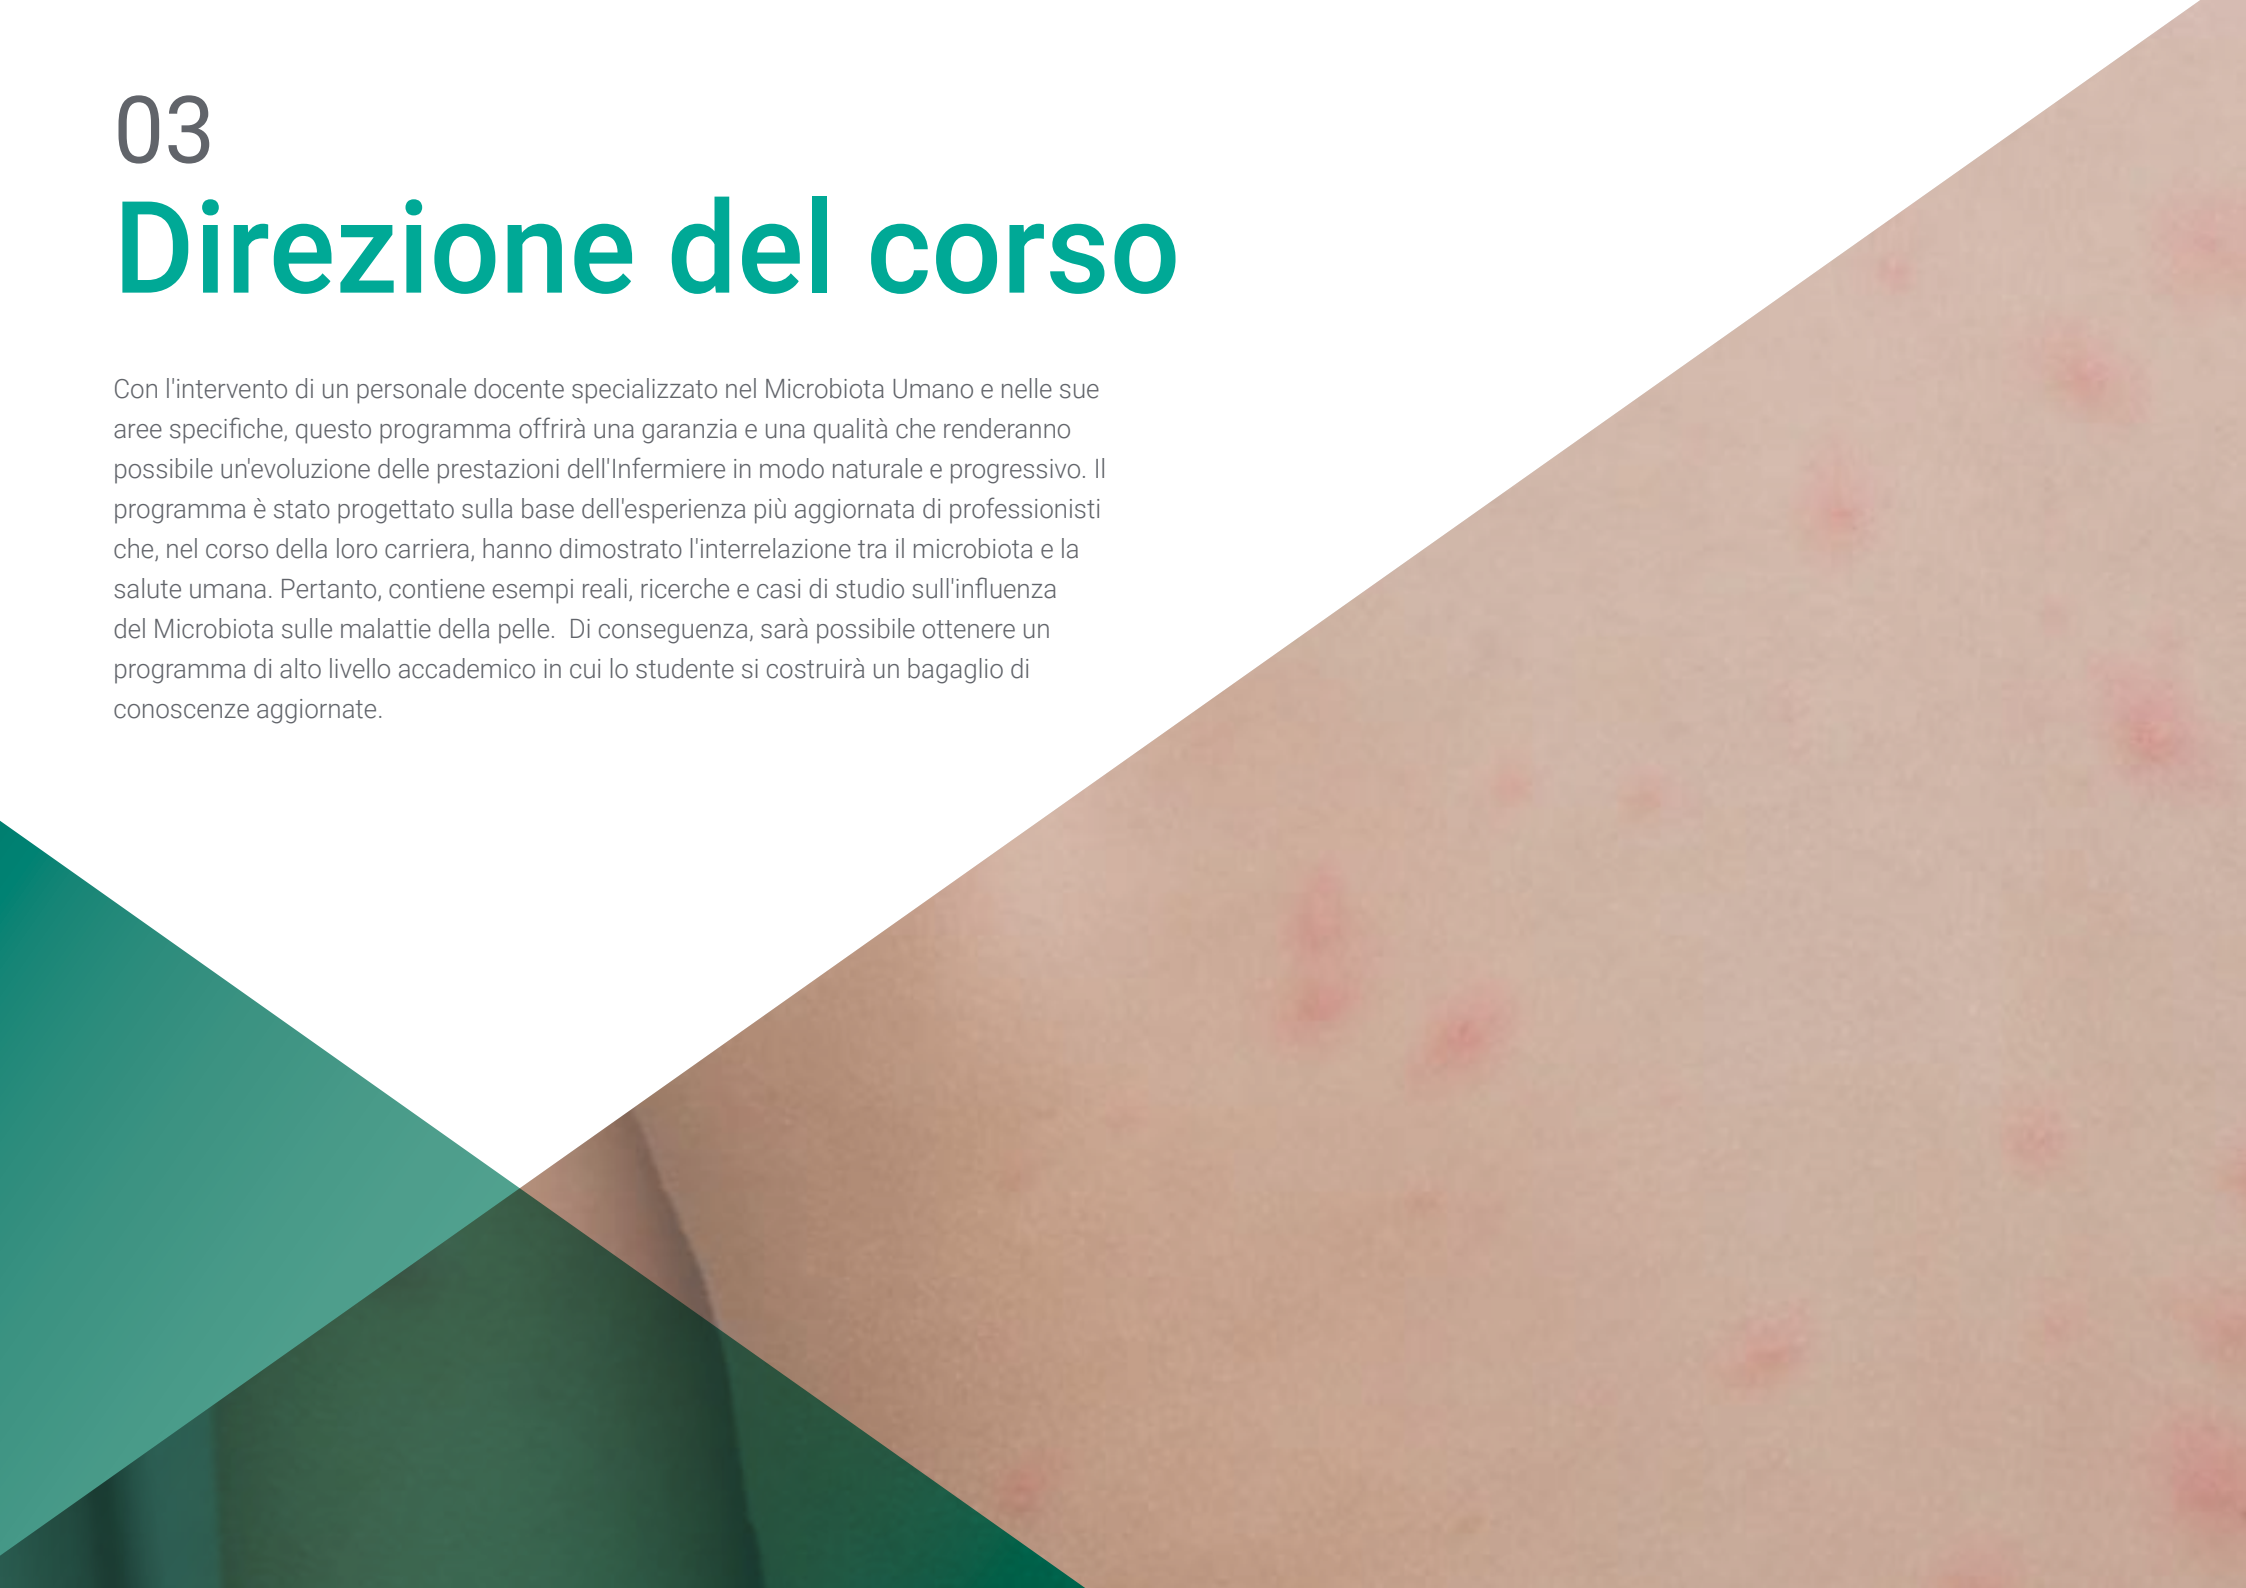 03
Direzione del corso
Con l'intervento di un personale docente specializzato nel Microbiota Umano e nelle sue
aree specifiche, questo programma offrirà una garanzia e una qualità che renderanno
possibile un'evoluzione delle prestazioni dell'Infermiere in modo naturale e progressivo. Il
programma è stato progettato sulla base dell'esperienza più aggiornata di professionisti
che, nel corso della loro carriera, hanno dimostrato l'interrelazione tra il microbiota e la
salute umana. Pertanto, contiene esempi reali, ricerche e casi di studio sull'influenza
del Microbiota sulle malattie della pelle.  Di conseguenza, sarà possibile ottenere un
programma di alto livello accademico in cui lo studente si costruirà un bagaglio di
conoscenze aggiornate.